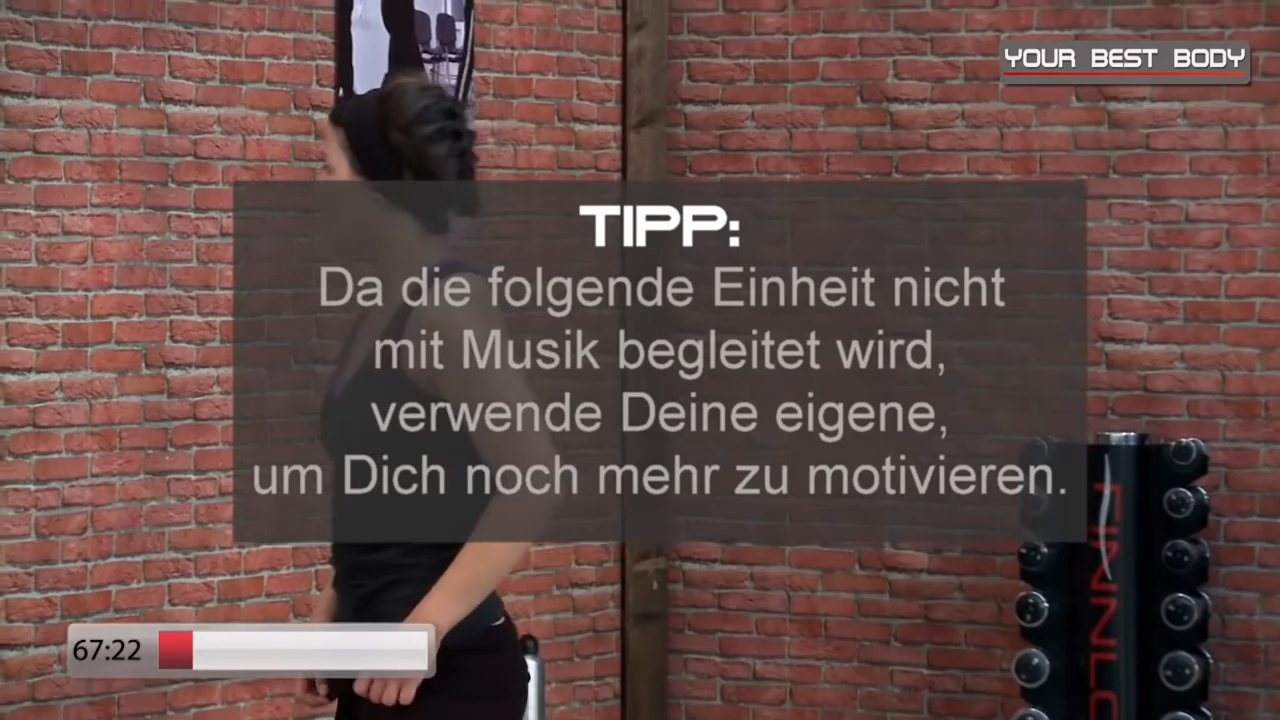 YOUR BEST BODY
TIPP:
Da die folgende Einheit nicht
mit Musik begleitet wird,
verwende Deine eigene,
um Dich noch mehr zu motivieren.
FINNLO
67:22